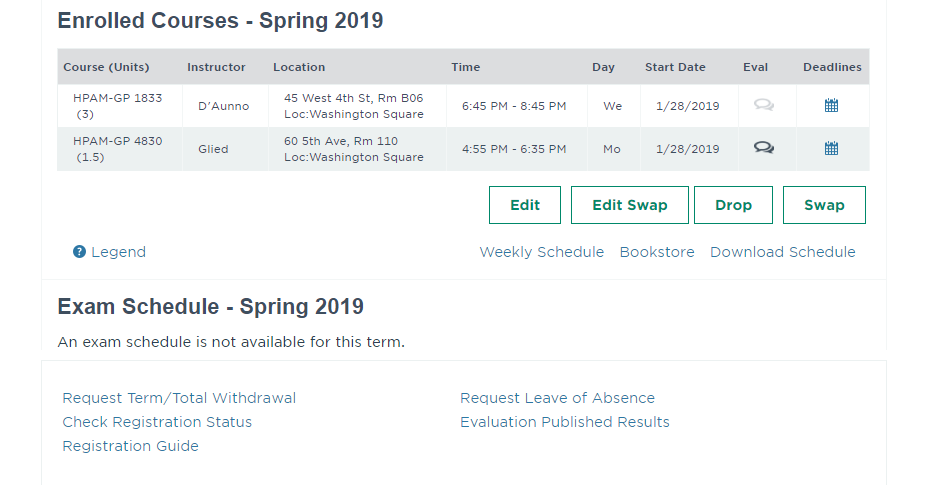 Enrolled Courses - Spring 2019
Course (Units) Instructor Location Time Day Start Date Eval Deadlines
HPAM-GP 1833 (3) D'Aunno 45 West 4th St, Rm B06 Loc:Washington Square 6:45 PM - 8:45 PM We 1/28/2019
HPAM-GP 4830 (1.5) Glied 60 5th Ave, Rm 110 Loc:Washington Square 4:55 PM - 6:35 PM Mo 1/28/2019
Edit Edit Swap Drop Swap
? Legend Weekly Schedule Bookstore Download Schedule
Exam Schedule - Spring 2019
An exam schedule is not available for this term.
Request Term/Total Withdrawal Request Leave of Absence
Check Registration Status Evaluation Published Results
Registration Guide